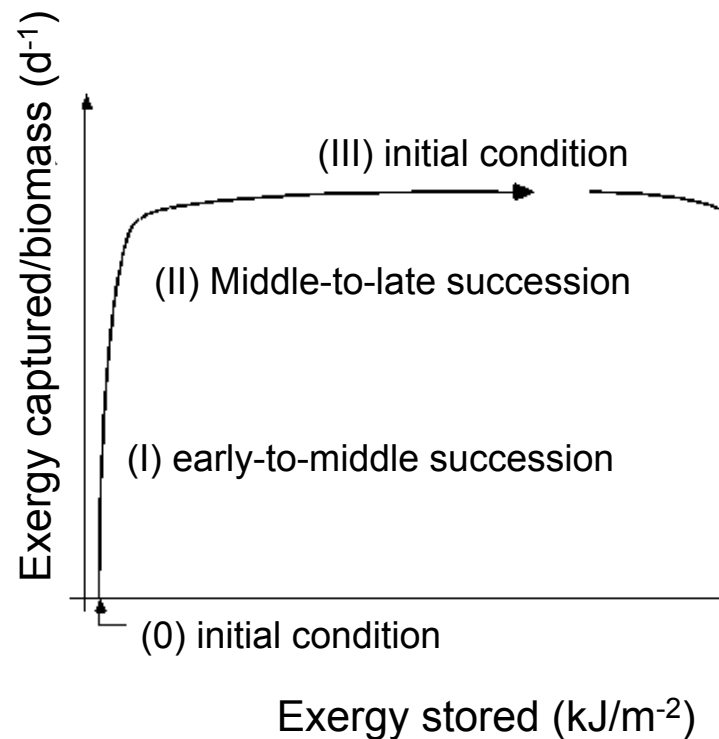 Exergy captured/biomass (d⁻¹)
(III) initial condition
(II) Middle-to-late succession
(I) early-to-middle succession
(0) initial condition
Exergy stored (kJ/m⁻²)